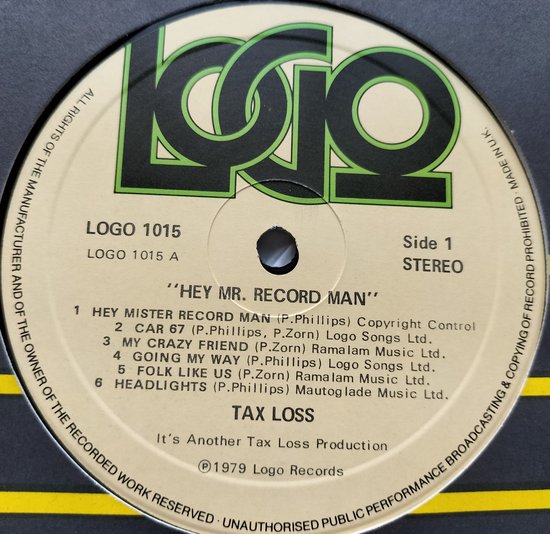 LOGO
LOGO 1015
LOGO 1015 A
Side 1
STEREO
"HEY MR. RECORD MAN"
1 HEY MISTER RECORD MAN (P.Phillips) Copyright Control
2 CAR 67 (P.Phillips, P.Zorn) Logo Songs Ltd.
3 MY CRAZY FRIEND (P.Zorn) Ramalam Music Ltd.
4 GOING MY WAY (P.Phillips) Logo Songs Ltd.
5 FOLK LIKE US (P.Zorn) Ramalam Music Ltd.
6 HEADLIGHTS (P.Phillips) Mautoglade Music Ltd.
TAX LOSS
It's Another Tax Loss Production
℗1979 Logo Records
ALL RIGHTS OF THE MANUFACTURER AND OF THE OWNER OF THE RECORDED WORK RESERVED · UNAUTHORISED PUBLIC PERFORMANCE BROADCASTING & COPYING OF RECORD PROHIBITED · MADE IN U.K.